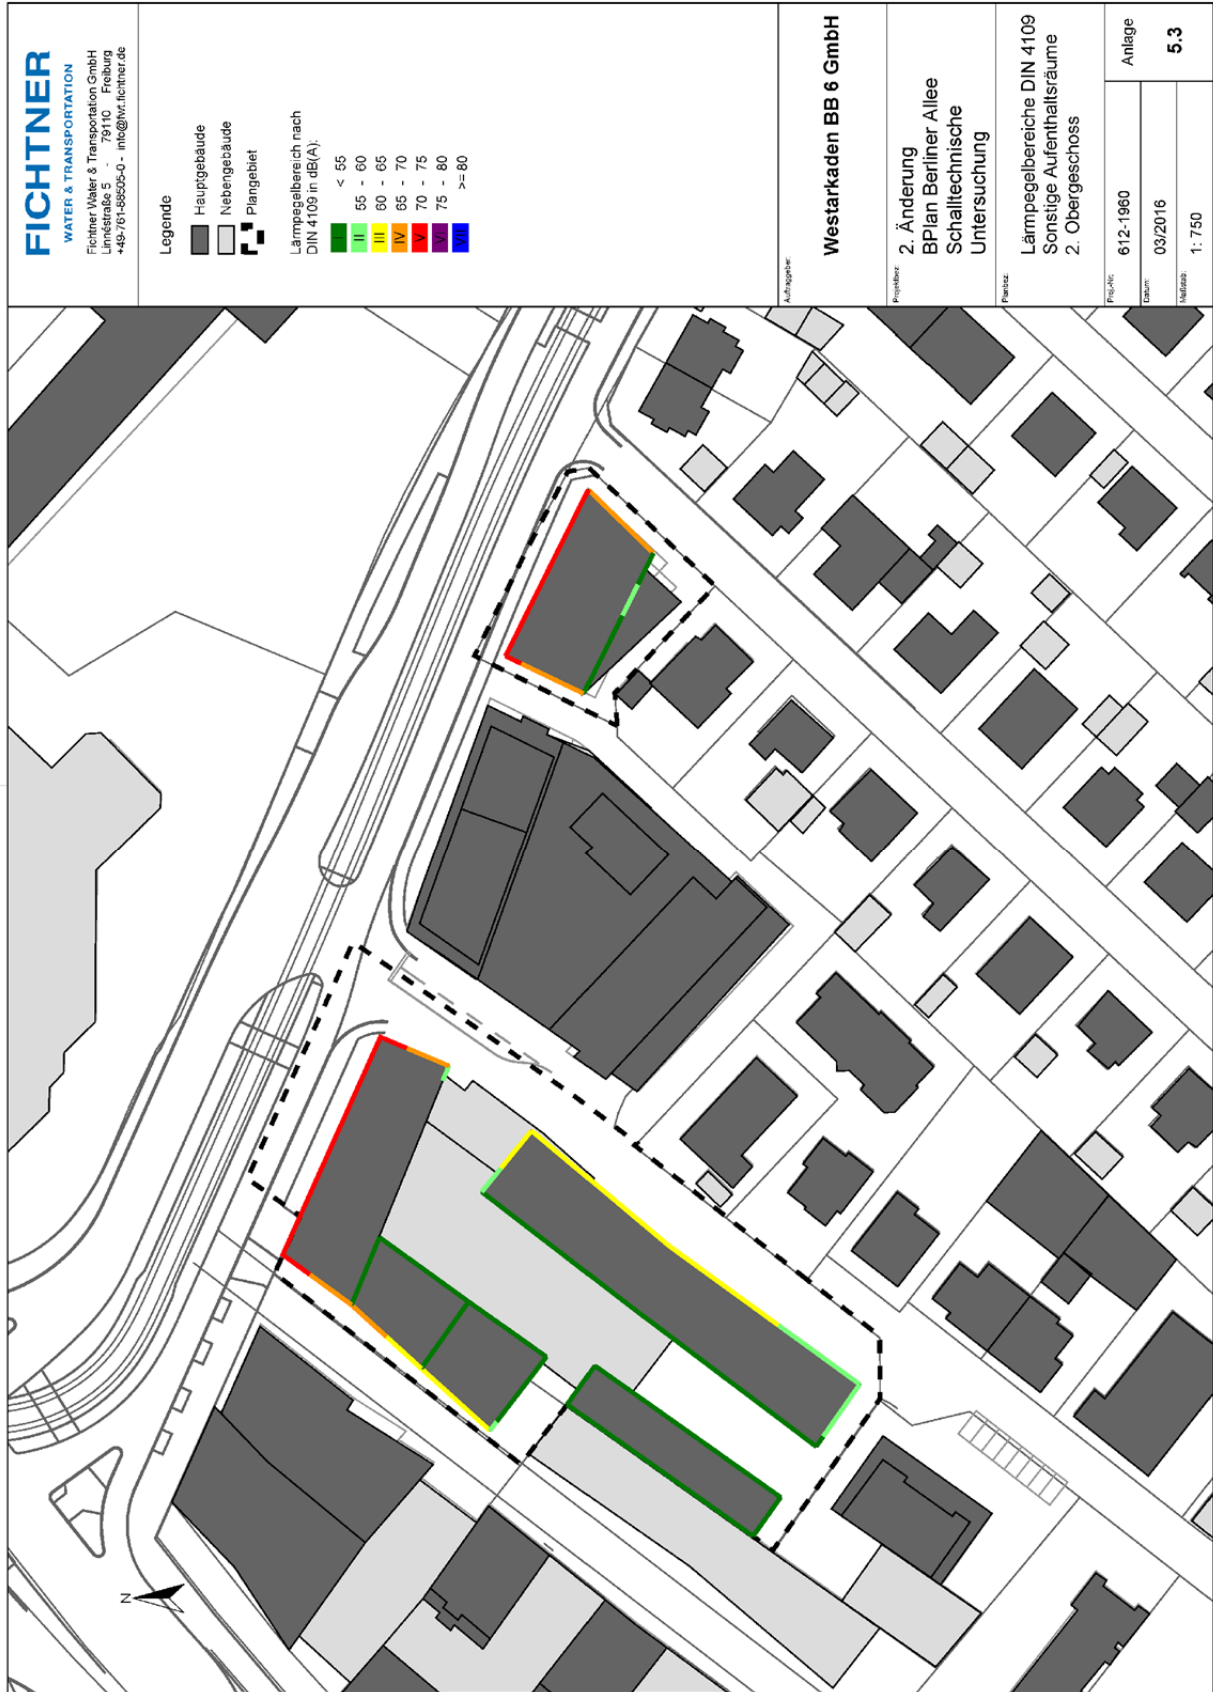 FICHTNER
WATER & TRANSPORTATION
Fichtner Water & Transportation GmbH
Linnéstraße 5 - 79110 Freiburg
+49-761-88505-0 - info@fwt.fichtner.de
Legende
Hauptgebäude
Nebengebäude
Plangebiet
Lärmpegelbereich nach
DIN 4109 in dB(A):
I < 55
II 55 - 60
III 60 - 65
IV 65 - 70
V 70 - 75
VI 75 - 80
VII >= 80
Auftraggeber:
Westarkaden BB 6 GmbH
Projektbez:
2. Änderung
BPlan Berliner Allee
Schalltechnische
Untersuchung
Planbez:
Lärmpegelbereiche DIN 4109
Sonstige Aufenthaltsräume
2. Obergeschoss
Proj.-Nr:
612-1960
Datum:
03/2016
Maßstab:
1: 750
Anlage
5.3
N